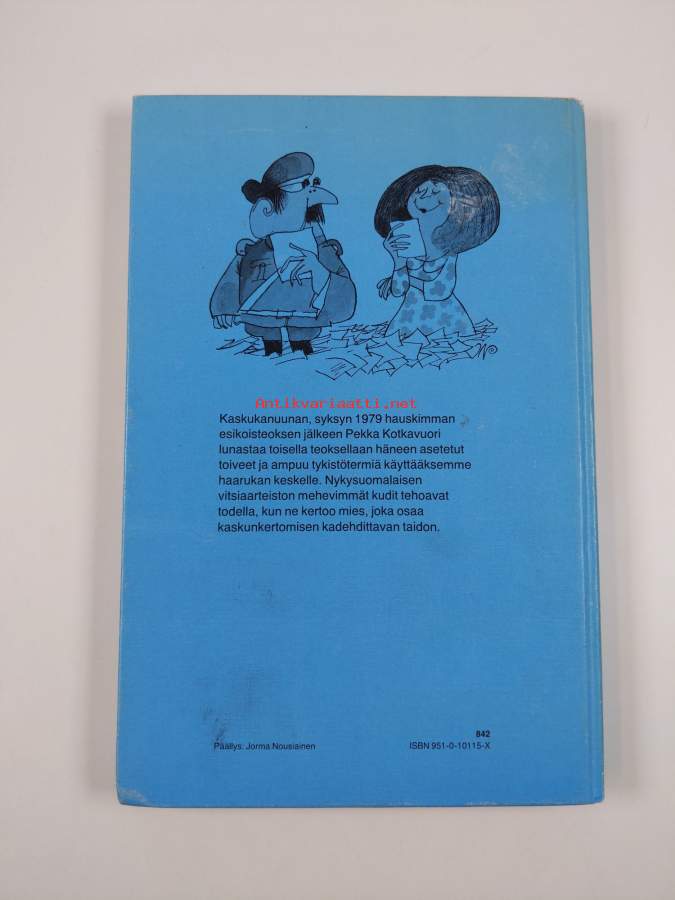 Antikvariaatti.net
Kaskukanuunan, syksyn 1979 hauskimman
esikoisteoksen jälkeen Pekka Kotkavuori
lunastaa toisella teoksellaan häneen asetetut
toiveet ja ampuu tykistötermiä käyttääksemme
haarukan keskelle. Nykysuomalaisen
vitsiaarteiston mehevimmät kudit tehoavat
todella, kun ne kertoo mies, joka osaa
kaskunkertomisen kadehdittavan taidon.
842
Päällys: Jorma Nousiainen ISBN 951-0-10115-X